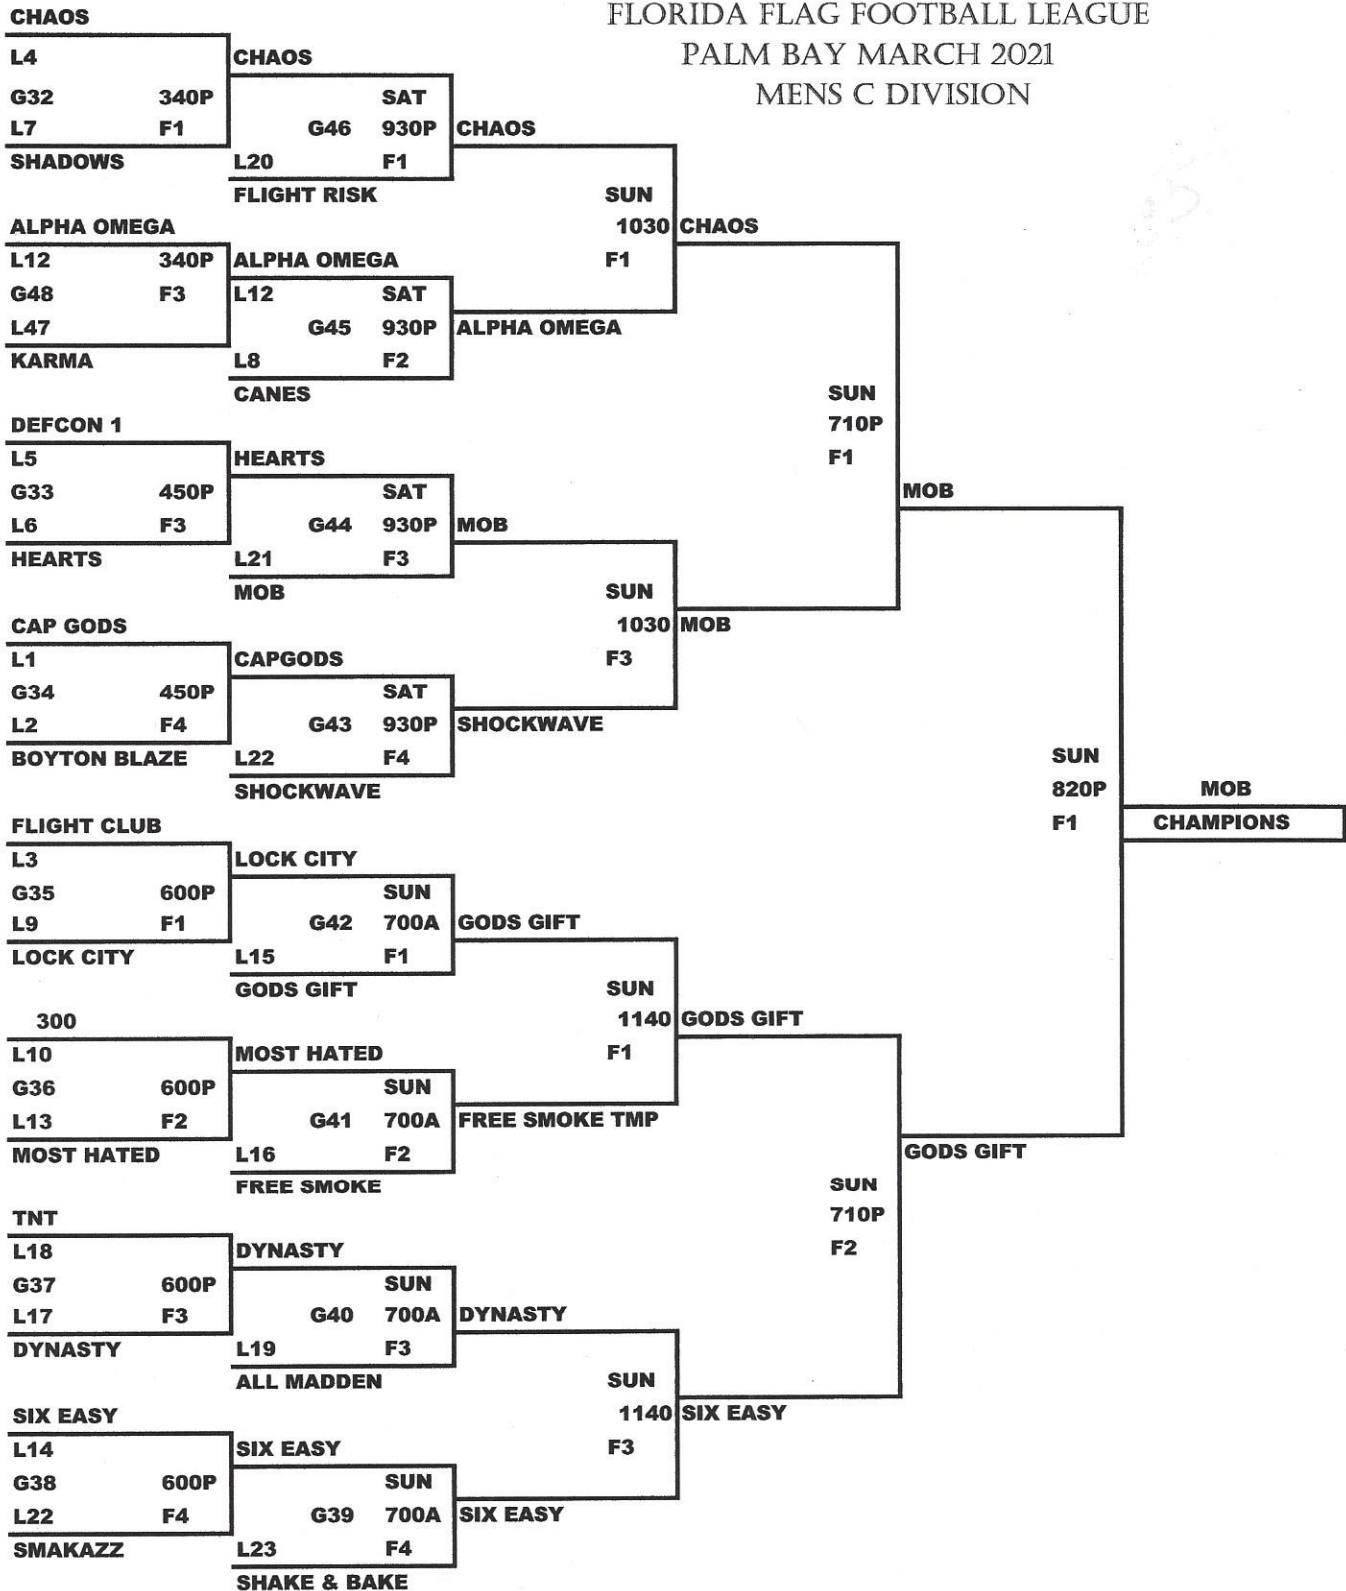 FLORIDA FLAG FOOTBALL LEAGUE
PALM BAY MARCH 2021
MENS C DIVISION
CHAOS
L4
G32 340P
L7 F1
SHADOWS
CHAOS
SAT
G46 930P
L20 F1
FLIGHT RISK
ALPHA OMEGA
L12 340P
G48 F3
L47
KARMA
ALPHA OMEGA
L12 SAT
G45 930P
L8 F2
CANES
CHAOS
SUN
1030
F1
ALPHA OMEGA
CHAOS
DEFCON 1
L5
G33 450P
L6 F3
HEARTS
HEARTS
SAT
G44 930P
L21 F3
MOB
CAP GODS
L1
G34 450P
L2 F4
BOYTON BLAZE
CAPGODS
SAT
G43 930P
L22 F4
SHOCKWAVE
MOB
SUN
1030
F3
SHOCKWAVE
MOB
SUN
710P
F1
MOB
FLIGHT CLUB
L3
G35 600P
L9 F1
LOCK CITY
LOCK CITY
SUN
G42 700A
L15 F1
GODS GIFT
300
L10
G36 600P
L13 F2
MOST HATED
MOST HATED
SUN
G41 700A
L16 F2
FREE SMOKE
GODS GIFT
SUN
1140
F1
FREE SMOKE TMP
GODS GIFT
TNT
L18
G37 600P
L17 F3
DYNASTY
DYNASTY
SUN
G40 700A
L19 F3
ALL MADDEN
SIX EASY
L14
G38 600P
L22 F4
SMAKAZZ
SIX EASY
SUN
G39 700A
L23 F4
SHAKE & BAKE
DYNASTY
SUN
1140
F3
SIX EASY
SIX EASY
SUN
710P
F2
GODS GIFT
SUN
820P
F1
MOB
CHAMPIONS